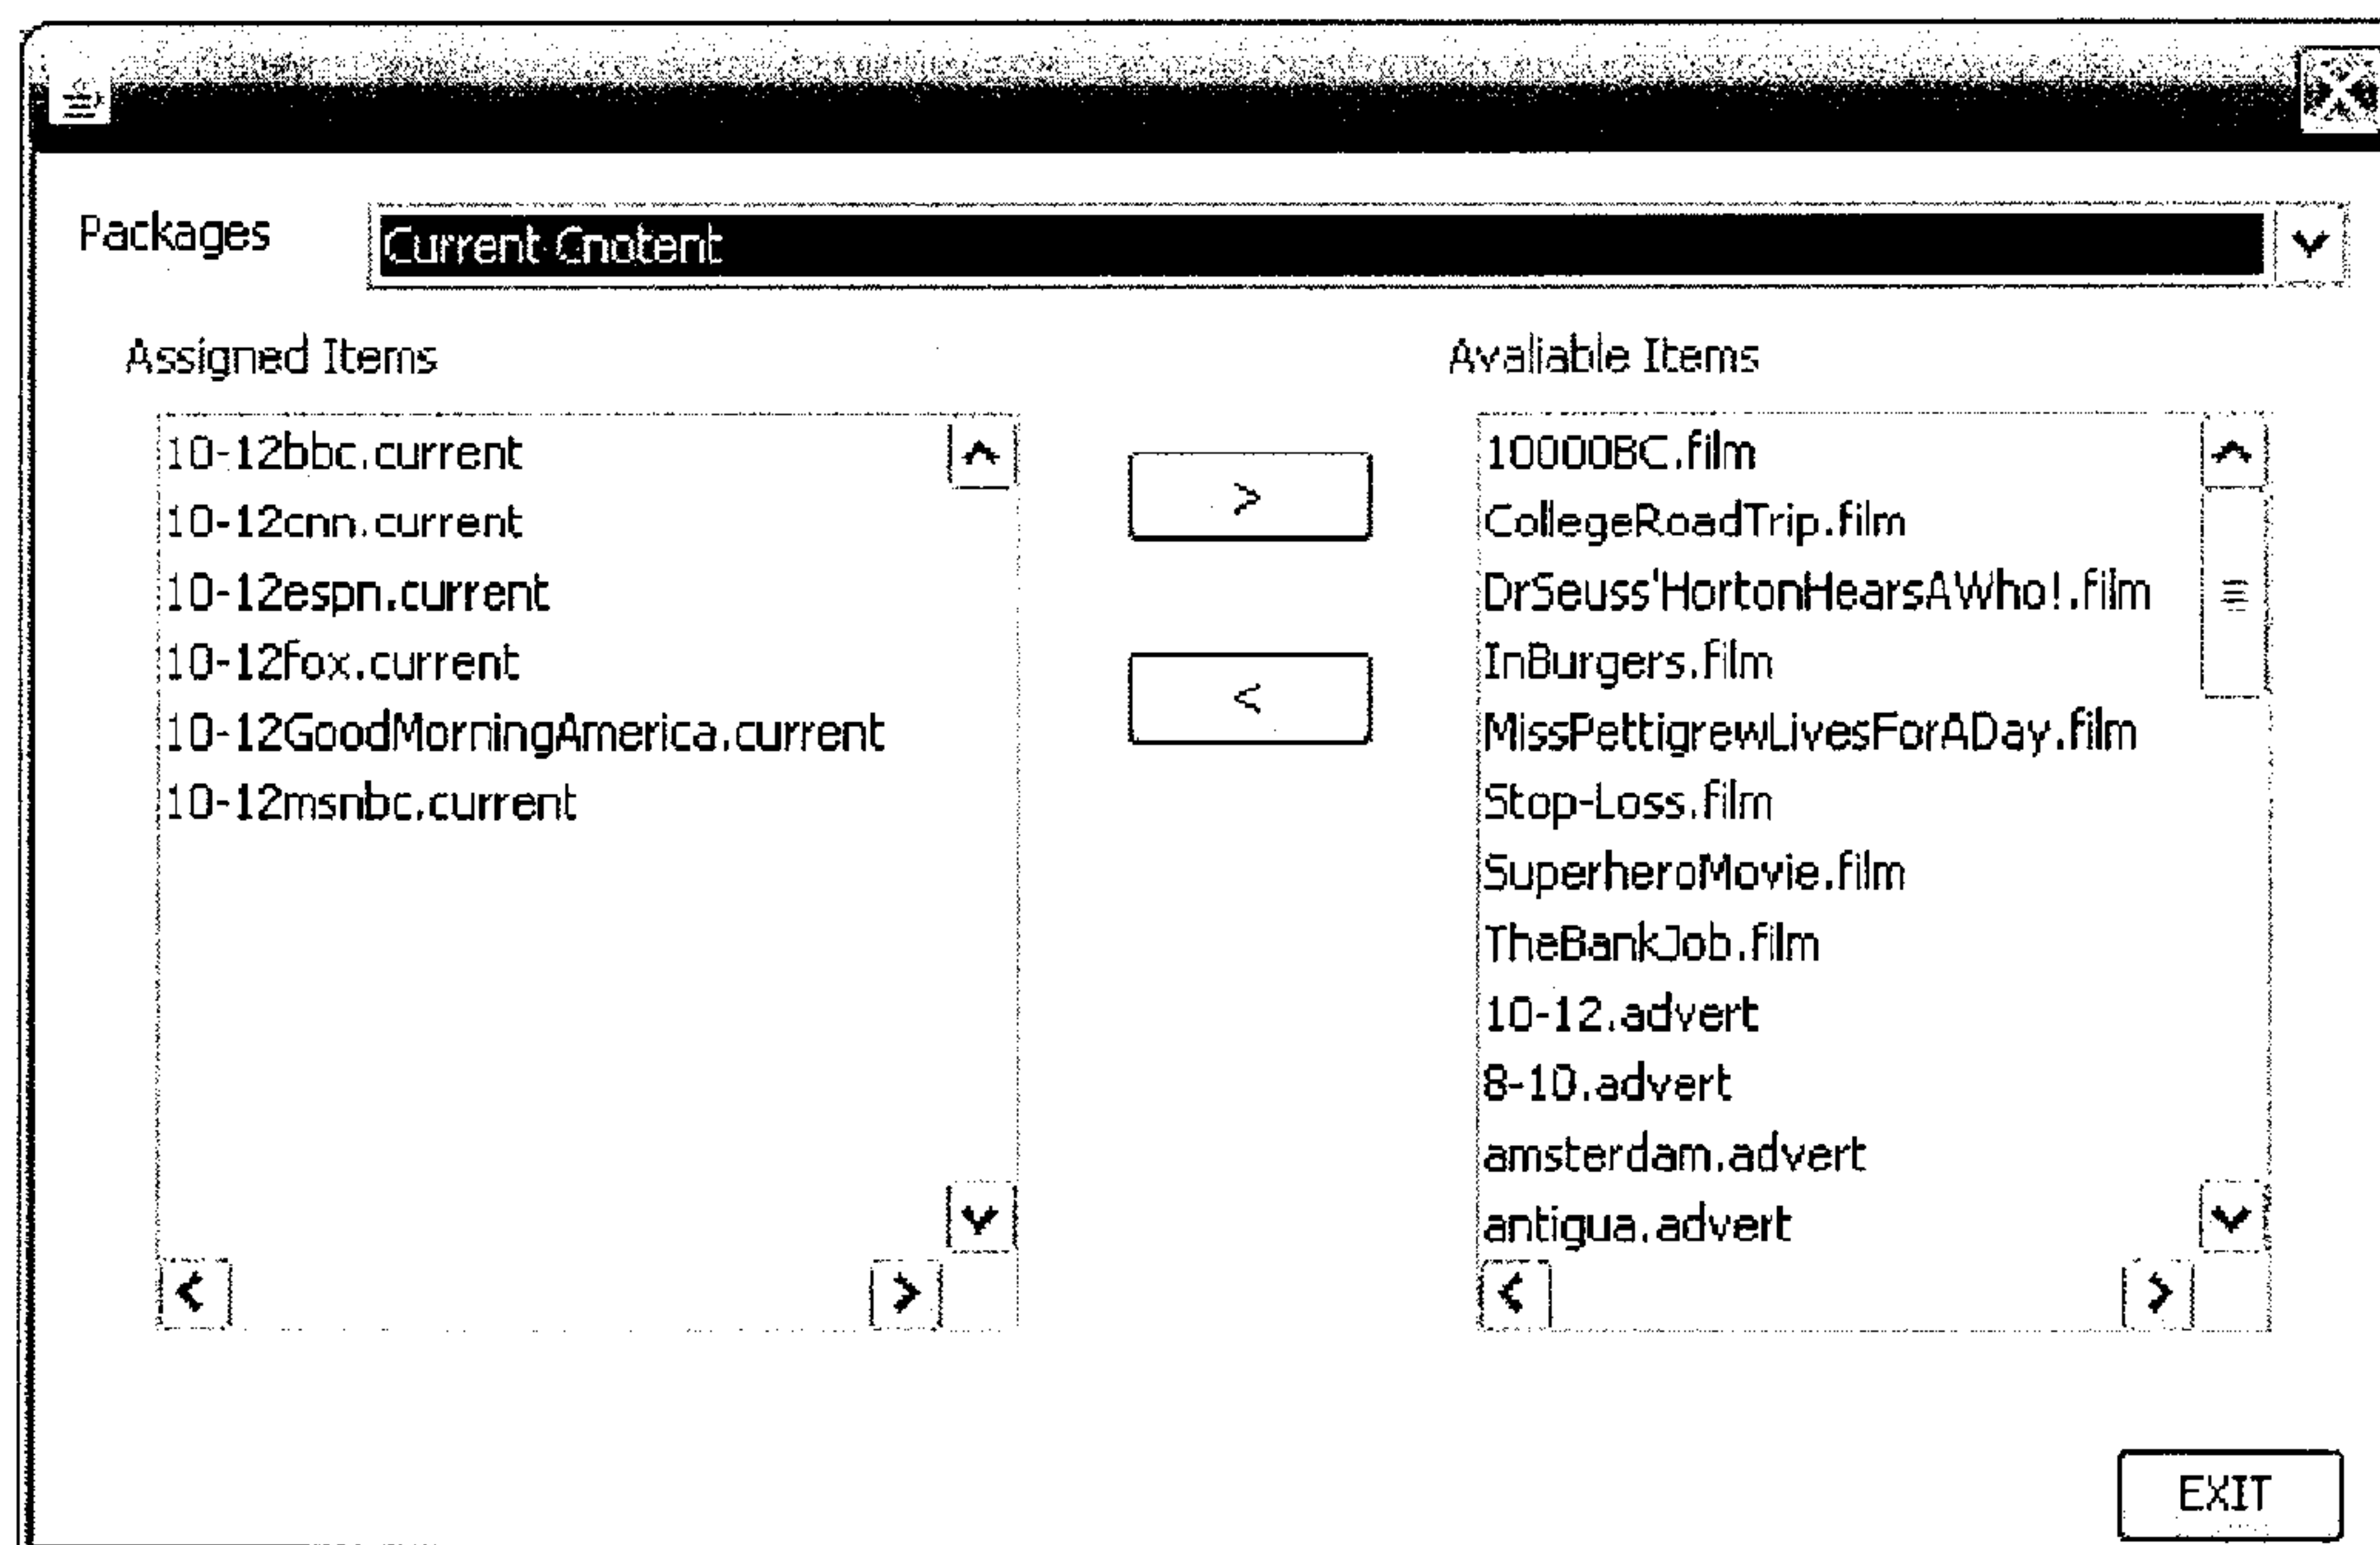 Packages
Current Cnotent
Assigned Items
10-12bbc.current
10-12cnn.current
10-12espn.current
10-12fox.current
10-12GoodMorningAmerica.current
10-12msnbc.current
>
<
Avaliable Items
10000BC.film
CollegeRoadTrip.film
DrSeuss'HortonHearsAWho!.film
InBurgers.film
MissPettigrewLivesForADay.film
Stop-Loss.film
SuperheroMovie.film
TheBankJob.film
10-12.advert
8-10.advert
amsterdam.advert
antigua.advert
EXIT